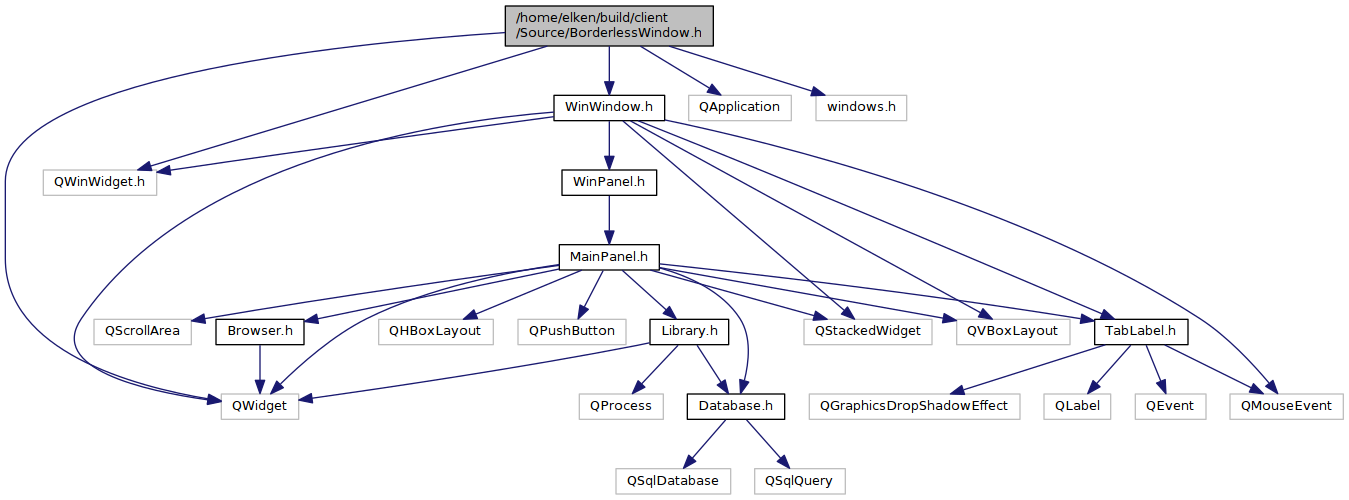 /home/elken/build/client
/Source/BorderlessWindow.h
WinWindow.h
QApplication
windows.h
QWinWidget.h
WinPanel.h
MainPanel.h
QScrollArea
Browser.h
QHBoxLayout
QPushButton
Library.h
QStackedWidget
QVBoxLayout
TabLabel.h
QWidget
QProcess
Database.h
QGraphicsDropShadowEffect
QLabel
QEvent
QMouseEvent
QSqlDatabase
QSqlQuery